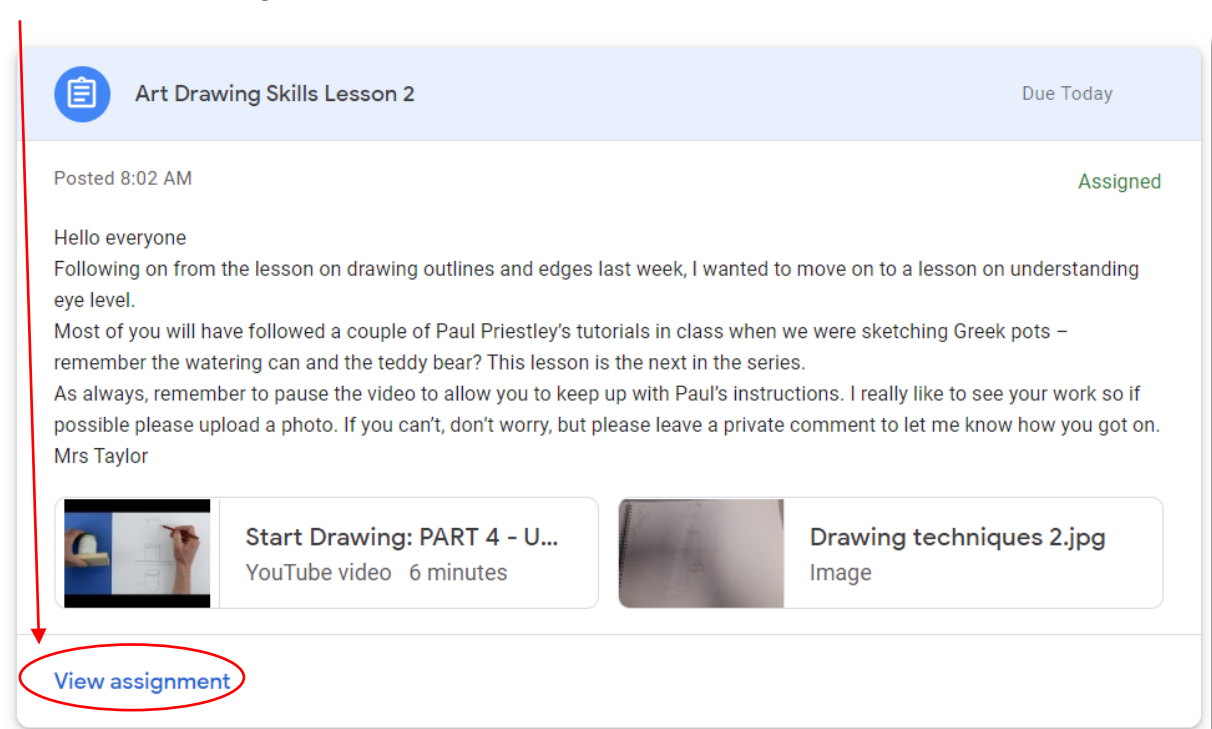 Art Drawing Skills Lesson 2
Due Today
Posted 8:02 AM
Assigned
Hello everyone
Following on from the lesson on drawing outlines and edges last week, I wanted to move on to a lesson on understanding
eye level.
Most of you will have followed a couple of Paul Priestley's tutorials in class when we were sketching Greek pots –
remember the watering can and the teddy bear? This lesson is the next in the series.
As always, remember to pause the video to allow you to keep up with Paul's instructions. I really like to see your work so if
possible please upload a photo. If you can't, don't worry, but please leave a private comment to let me know how you got on.
Mrs Taylor
Start Drawing: PART 4 - U...
YouTube video 6 minutes
Drawing techniques 2.jpg
Image
View assignment